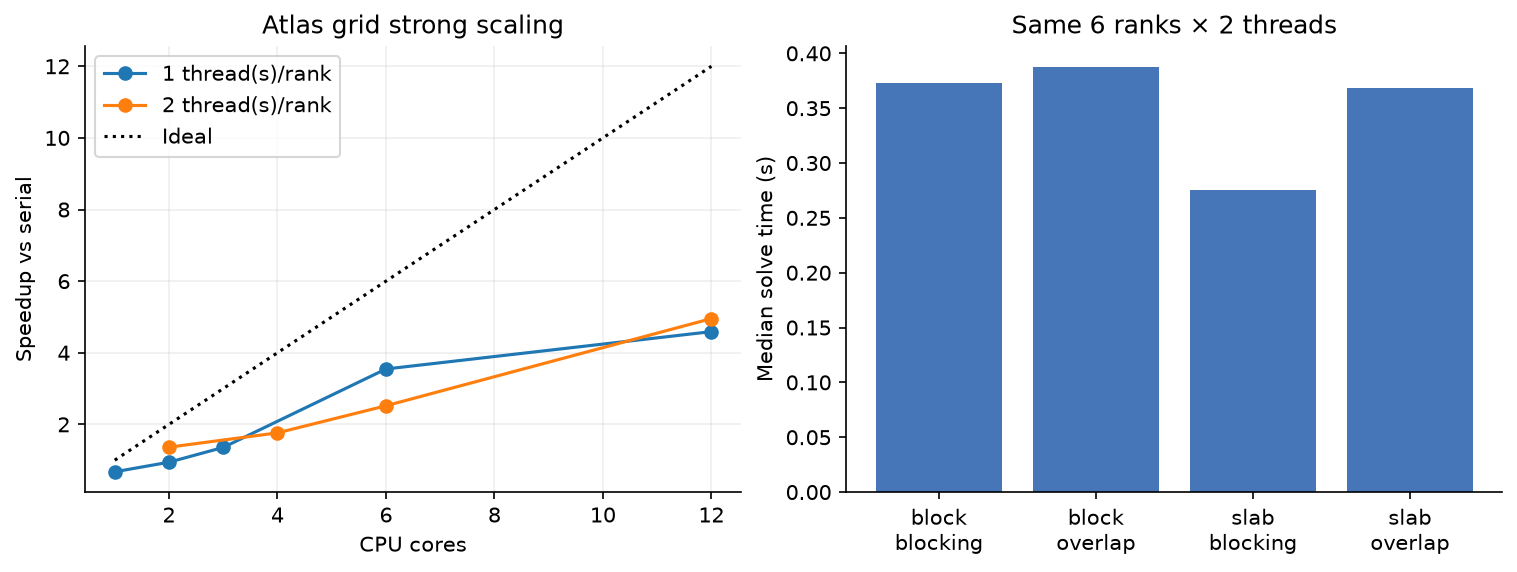 Atlas grid strong scaling
1 thread(s)/rank
2 thread(s)/rank
Ideal
12
10
8
6
4
2
Speedup vs serial
2
4
6
8
10
12
CPU cores
Same 6 ranks × 2 threads
0.40
0.35
0.30
0.25
0.20
0.15
0.10
0.05
0.00
Median solve time (s)
block
blocking
block
overlap
slab
blocking
slab
overlap